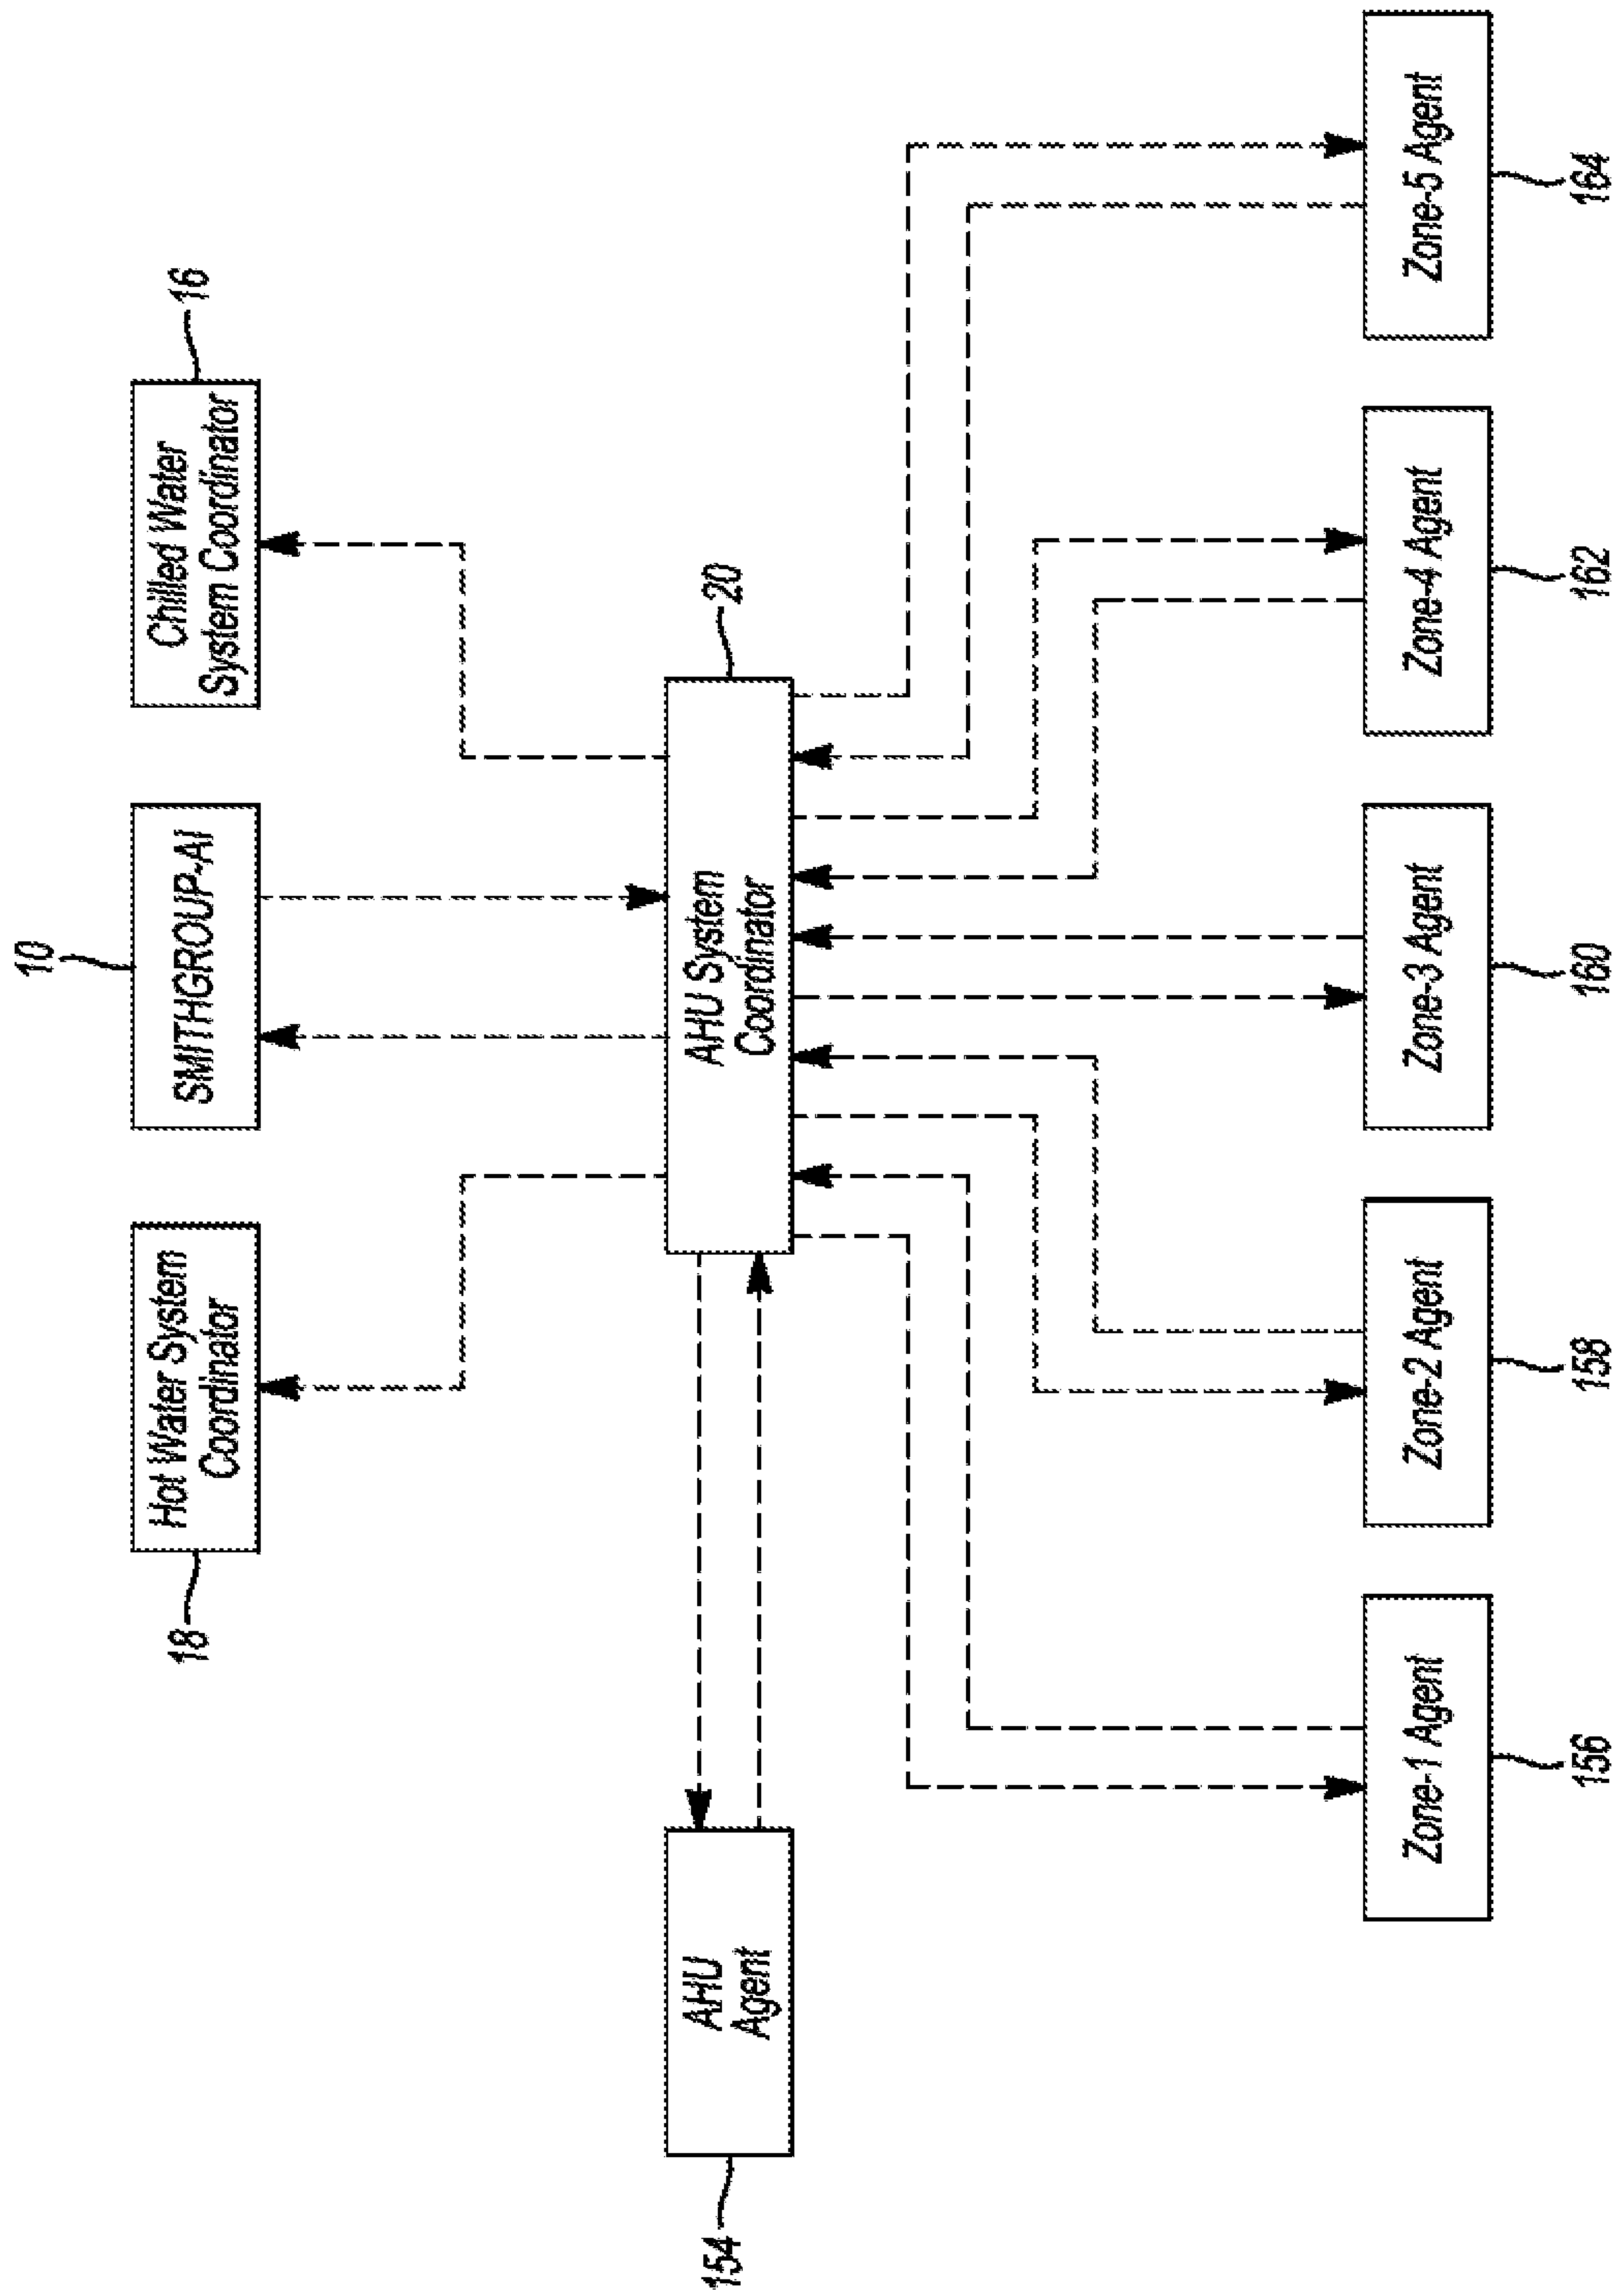 10
18
Hot Water System
Coordinator
SMITHGROUP-AI
Chilled Water
System Coordinator
16
154
AHU
Agent
AHU System
Coordinator
20
Zone-1 Agent
Zone-2 Agent
Zone-3 Agent
Zone-4 Agent
Zone-5 Agent
156
158
160
162
164